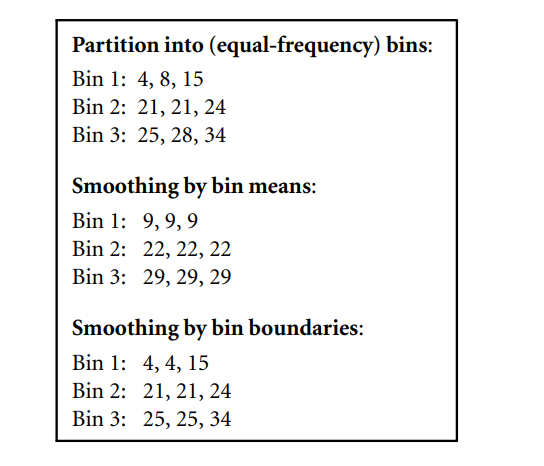 Partition into (equal-frequency) bins:
Bin 1: 4, 8, 15
Bin 2: 21, 21, 24
Bin 3: 25, 28, 34
Smoothing by bin means:
Bin 1: 9, 9, 9
Bin 2: 22, 22, 22
Bin 3: 29, 29, 29
Smoothing by bin boundaries:
Bin 1: 4, 4, 15
Bin 2: 21, 21, 24
Bin 3: 25, 25, 34